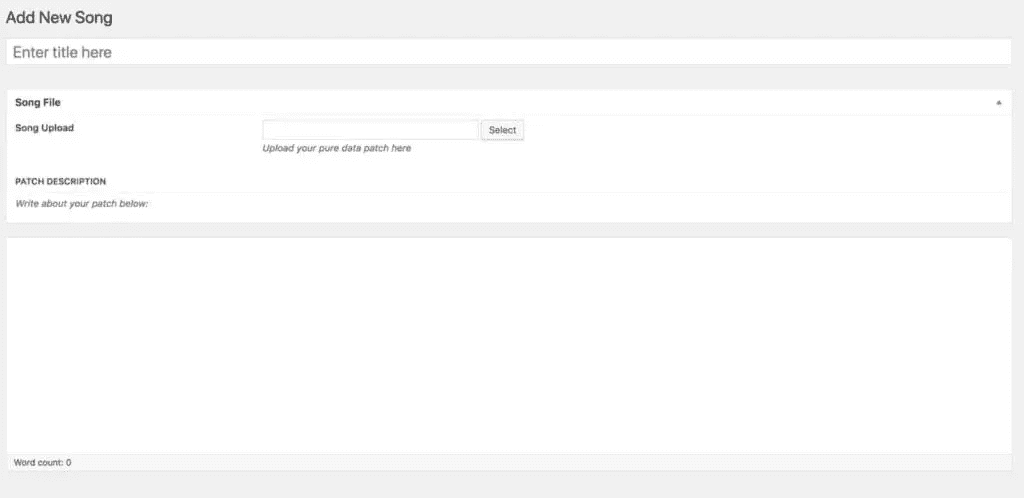 Add New Song
Enter title here
Song File
Song Upload
Select
Upload your pure data patch here
PATCH DESCRIPTION
Write about your patch below:
Word count: 0